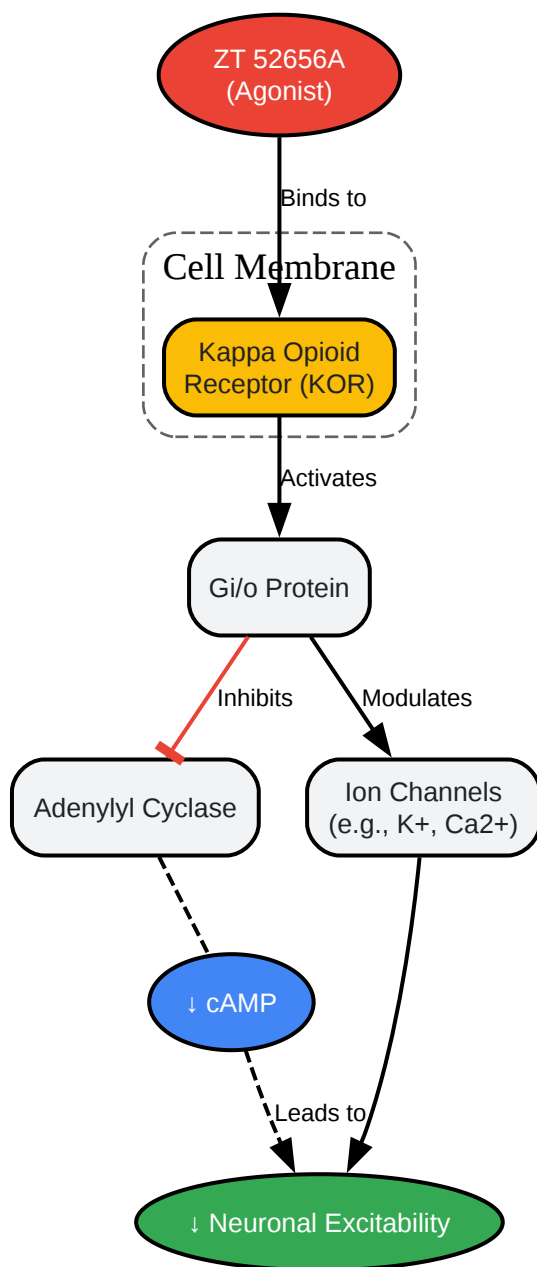 ZT 52656A
(Agonist)
Binds to
Cell Membrane
Kappa Opioid
Receptor (KOR)
Activates
Gi/o Protein
Inhibits
Modulates
Adenylyl Cyclase
Ion Channels
(e.g., K+, Ca2+)
↓ cAMP
Leads to
↓ Neuronal Excitability